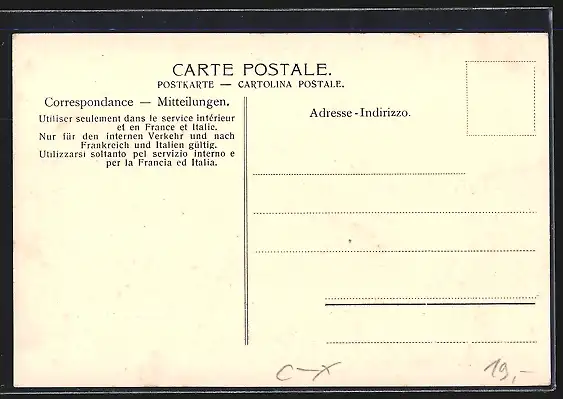 CARTE POSTALE.
POSTKARTE — CARTOLINA POSTALE.
Correspondance — Mitteilungen.
Utiliser seulement dans le service intérieur
et en France et Italie.
Nur für den internen Verkehr und nach
Frankreich und Italien gültig.
Utilizzarsi soltanto pel servizio interno e
per la Francia ed Italia.
Adresse - Indirizzo.
C—X
19,-